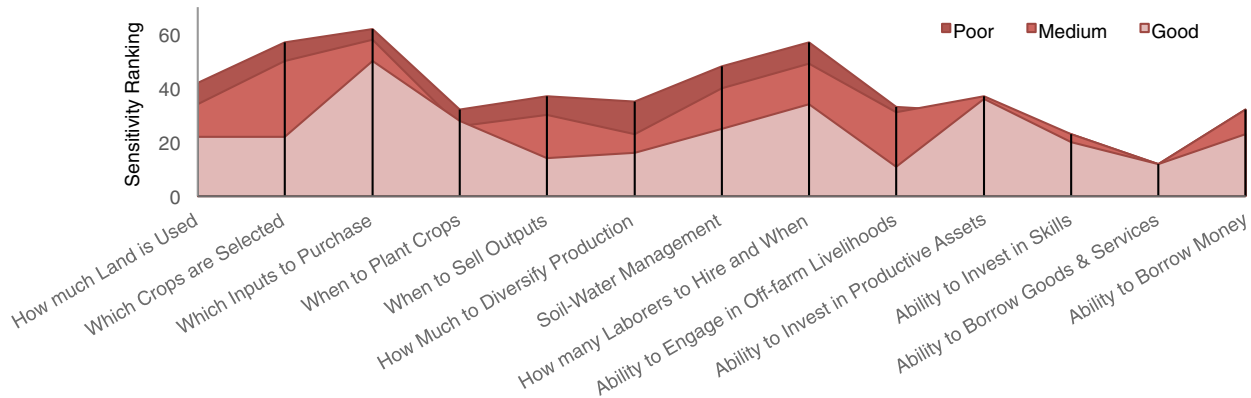 Sensitivity Ranking
60
40
20
0
Poor
Medium
Good
How much Land is Used
Which Crops are Selected
Which Inputs to Purchase
When to Plant Crops
When to Sell Outputs
How Much to Diversify Production
Soil-Water Management
How many Laborers to Hire and When
Ability to Engage in Off-farm Livelihoods
Ability to Invest in Productive Assets
Ability to Invest in Skills
Ability to Borrow Goods & Services
Ability to Borrow Money